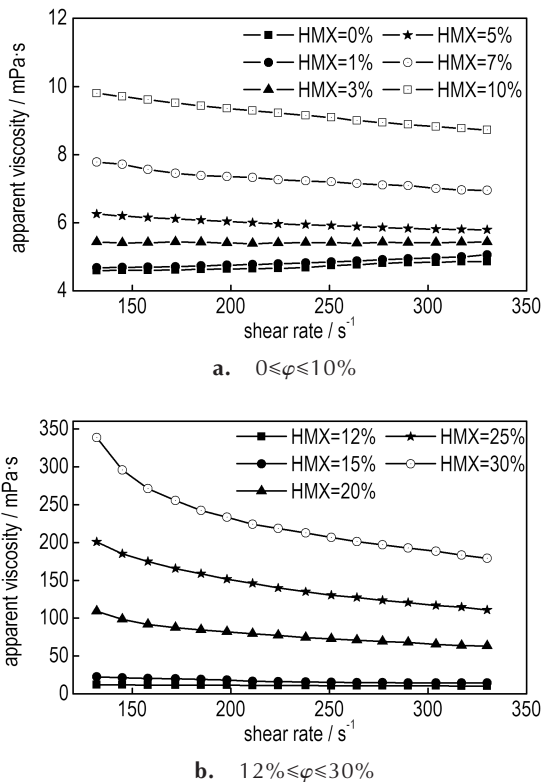 12
10
8
6
4
apparent viscosity / mPa·s
HMX=0%
HMX=1%
HMX=3%
HMX=5%
HMX=7%
HMX=10%
150 200 250 300 350
shear rate / s⁻¹
a. 0⩽φ⩽10%
350
300
250
200
150
100
50
0
apparent viscosity / mPa·s
HMX=12%
HMX=15%
HMX=20%
HMX=25%
HMX=30%
150 200 250 300 350
shear rate / s⁻¹
b. 12%⩽φ⩽30%